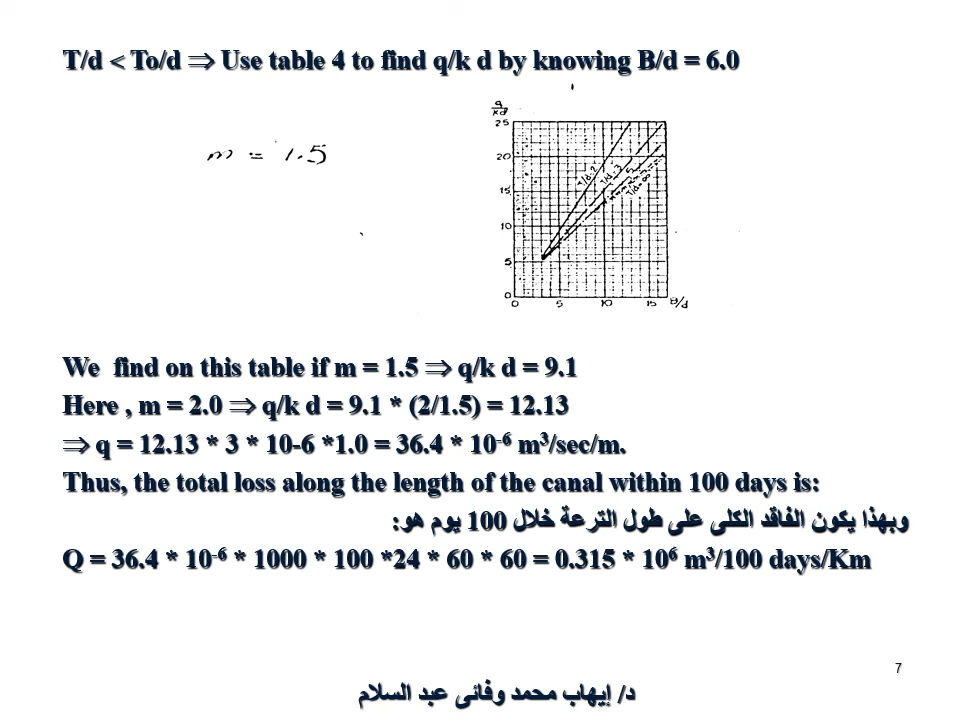 T/d < To/d ⇒ Use table 4 to find q/k d by knowing B/d = 6.0
m = 1.5
q
kd
25
20
15
10
5
0
0 5 10 15 B/d
T/d=2
T/d=3
5
T/d=∞
We find on this table if m = 1.5 ⇒ q/k d = 9.1
Here , m = 2.0 ⇒ q/k d = 9.1 * (2/1.5) = 12.13
⇒ q = 12.13 * 3 * 10-6 *1.0 = 36.4 * 10⁻⁶ m³/sec/m.
Thus, the total loss along the length of the canal within 100 days is:
وبهذا يكون الفاقد الكلى على طول الترعة خلال 100 يوم هو:
Q = 36.4 * 10⁻⁶ * 1000 * 100 *24 * 60 * 60 = 0.315 * 10⁶ m³/100 days/Km
7
د/ إيهاب محمد وفائى عبد السلام